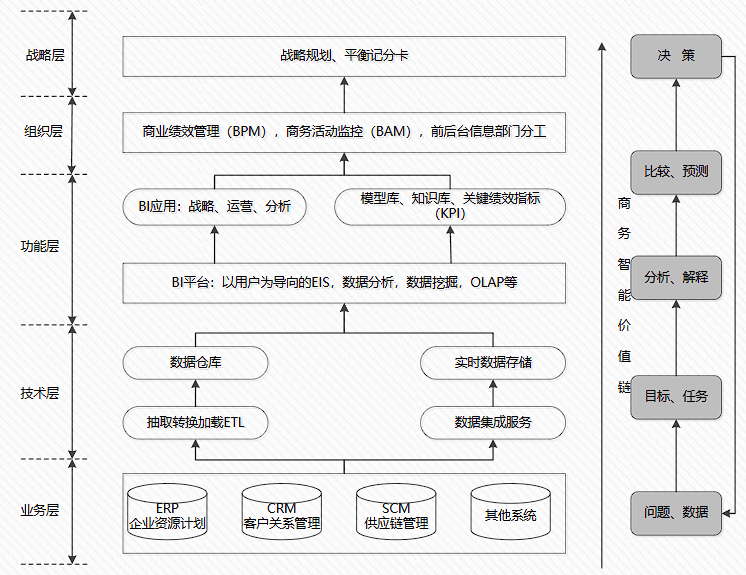 战略层
战略规划、平衡记分卡
决 策
组织层
商业绩效管理（BPM），商务活动监控（BAM），前后台信息部门分工
比较、预测
功能层
BI应用：战略、运营、分析
模型库、知识库、关键绩效指标
（KPI）
BI平台：以用户为导向的EIS，数据分析，数据挖掘，OLAP等
分析、解释
商
务
智
能
价
值
链
技术层
数据仓库
实时数据存储
抽取转换加载ETL
数据集成服务
目标、任务
业务层
ERP
企业资源计划
CRM
客户关系管理
SCM
供应链管理
其他系统
问题、数据